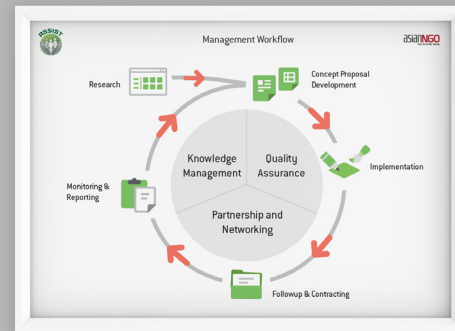 ASSIST
Management Workflow
asianNGO
Research
Concept Proposal
Development
Knowledge
Management
Quality
Assurance
Implementation
Monitoring &
Reporting
Partnership and
Networking
Followup & Contracting